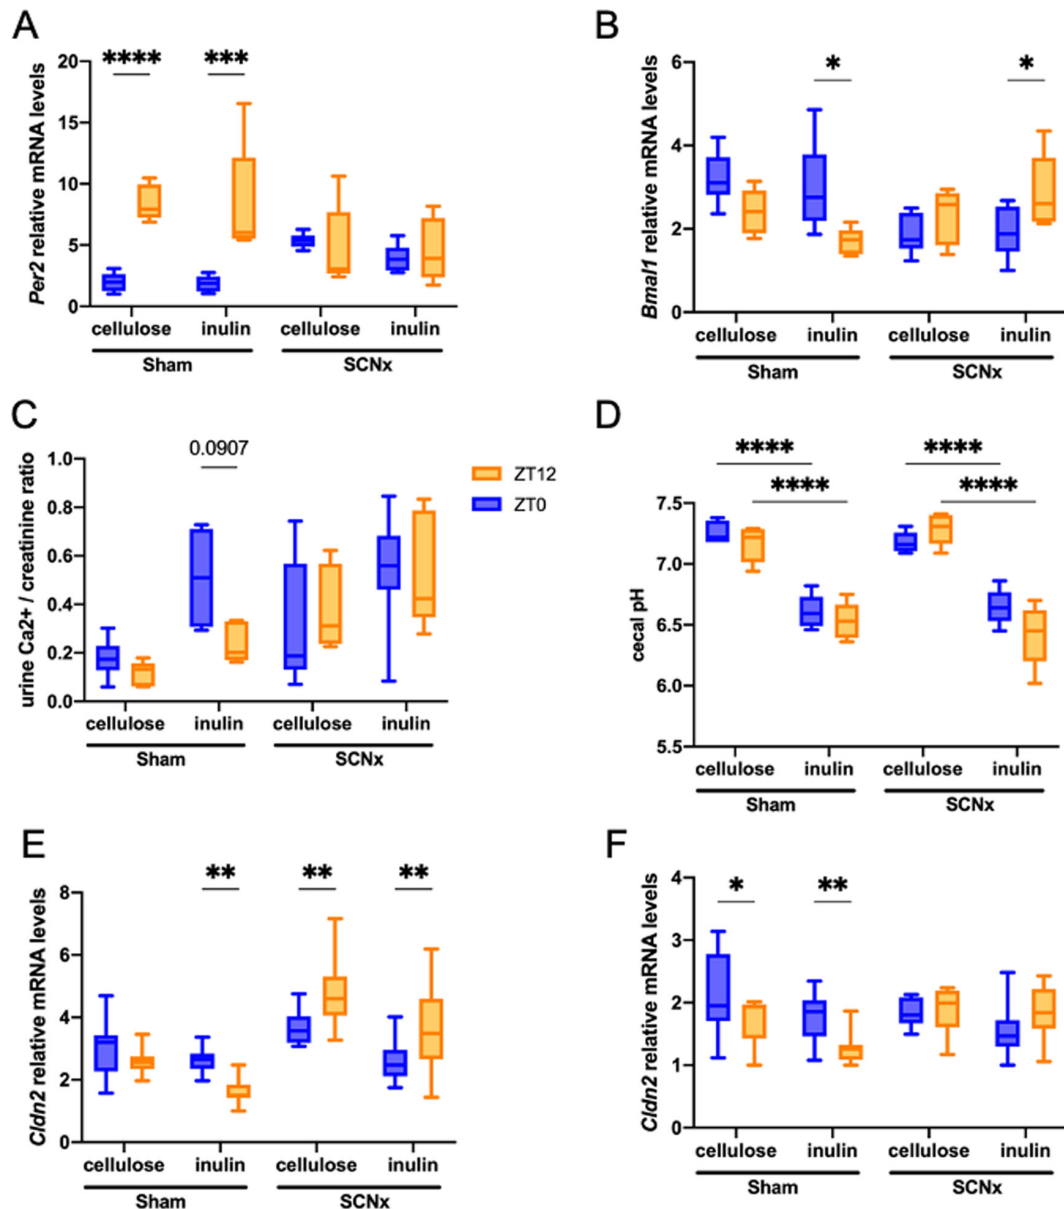 A
Per2 relative mRNA levels
20
15
10
5
0
****
***
cellulose
inulin
cellulose
inulin
Sham
SCNx
B
Bmal1 relative mRNA levels
6
4
2
0
*
*
cellulose
inulin
cellulose
inulin
Sham
SCNx
C
urine Ca2+ / creatinine ratio
1.0
0.8
0.6
0.4
0.2
0.0
0.0907
cellulose
inulin
cellulose
inulin
Sham
SCNx
ZT12
ZT0
D
cecal pH
7.5
7.0
6.5
6.0
5.5
****
****
****
****
cellulose
inulin
cellulose
inulin
Sham
SCNx
E
Cldn2 relative mRNA levels
8
6
4
2
0
**
**
**
cellulose
inulin
cellulose
inulin
Sham
SCNx
F
Cldn2 relative mRNA levels
4
3
2
1
0
*
**
cellulose
inulin
cellulose
inulin
Sham
SCNx